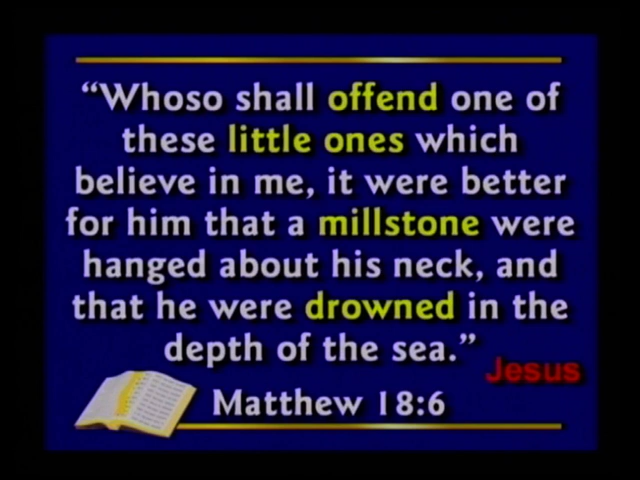 “Whoso shall offend one of
these little ones which
believe in me, it were better
for him that a millstone were
hanged about his neck, and
that he were drowned in the
depth of the sea.”
Jesus
Matthew 18:6